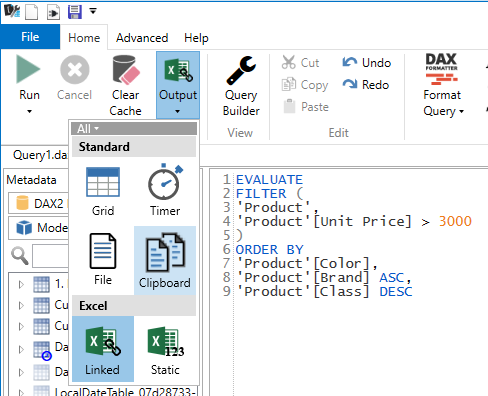 File Home Advanced Help
Run
Cancel
Clear
Cache
Output
Query
Builder
View
Cut
Copy
Paste
Undo
Redo
Edit
DAX
FORMATTER
Format
Query
All
Standard
Grid
Timer
File
Clipboard
Excel
Linked
123
Static
Query1.da
Metadata
DAX2
Mode
1.
Cu
Cu
Da
Da
LocalDateTable_07d28733-
1 EVALUATE
2 FILTER (
3 'Product',
4 'Product'[Unit Price] > 3000
5 )
6 ORDER BY
7 'Product'[Color],
8 'Product'[Brand] ASC,
9 'Product'[Class] DESC